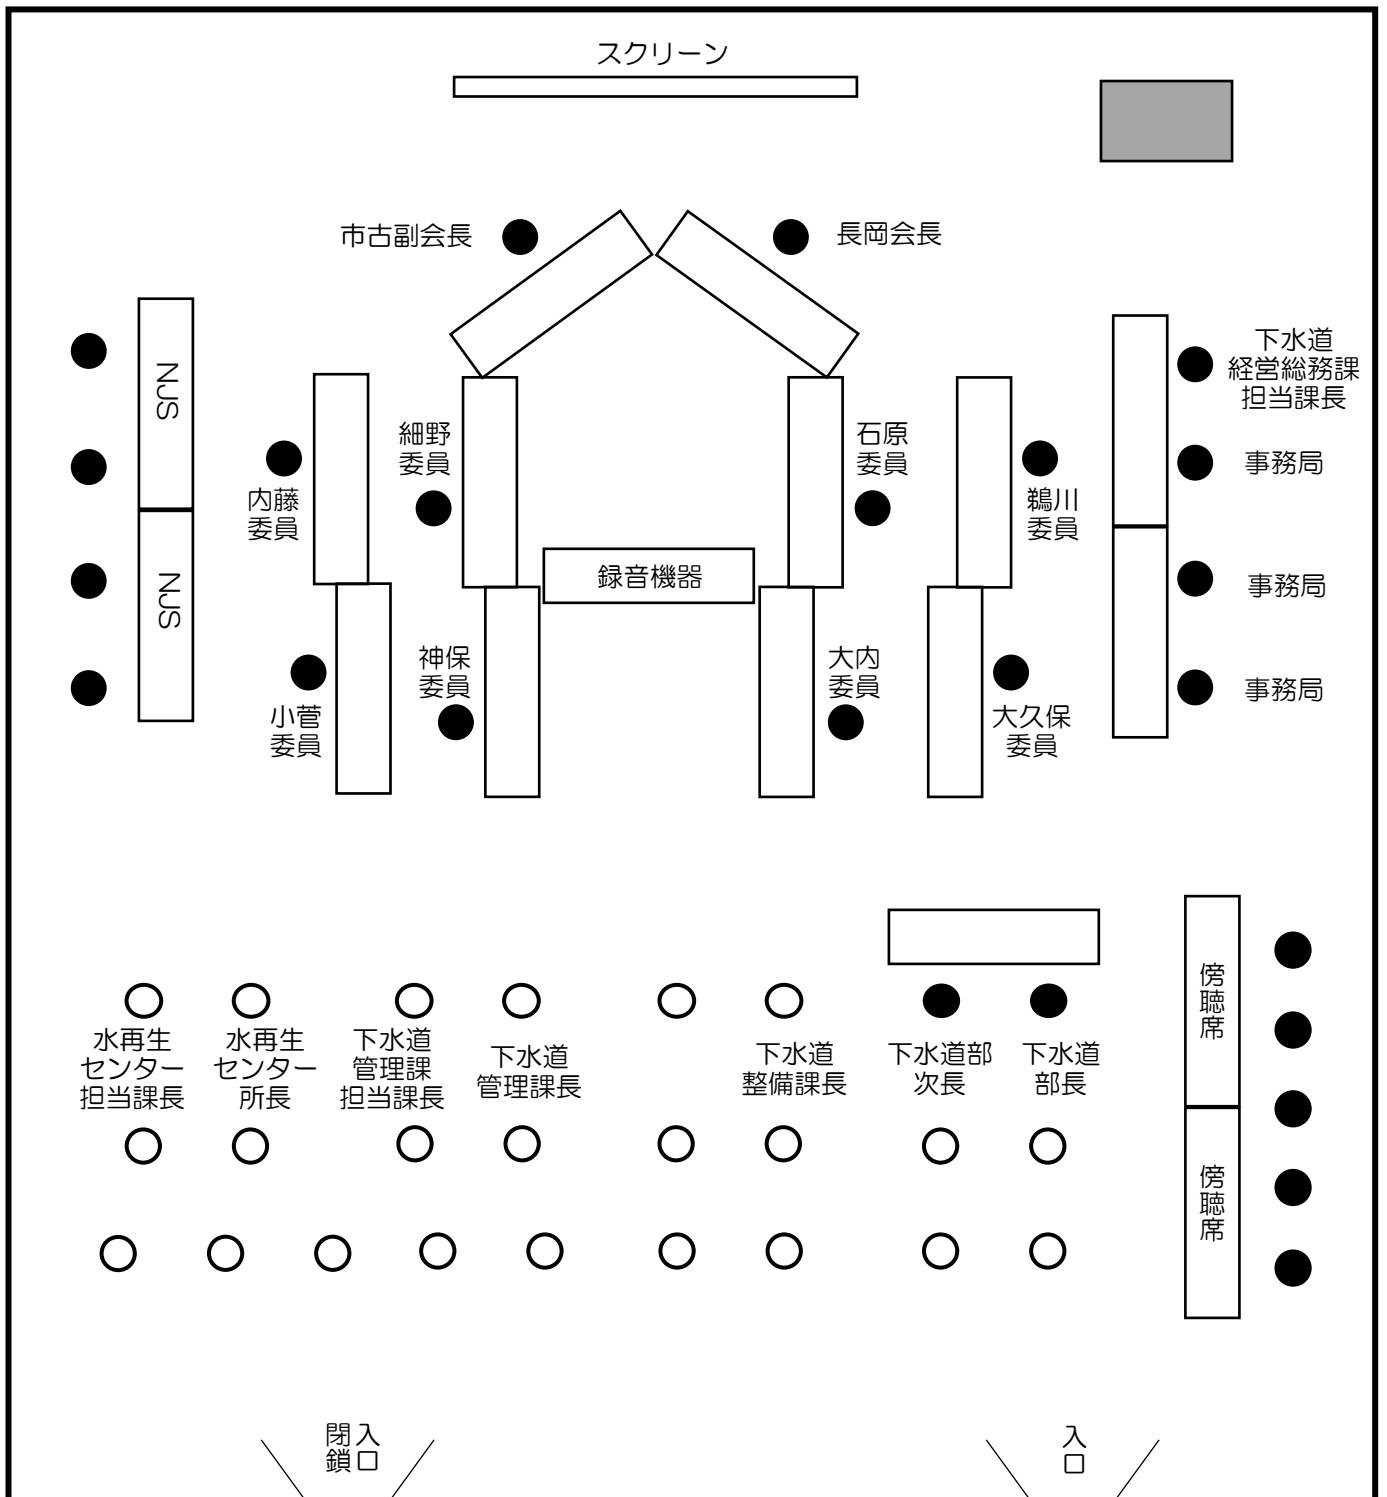 スクリーン
市古副会長
長岡会長
NJS
NJS
下水道
経営総務課
担当課長
事務局
事務局
事務局
細野
委員
石原
委員
内藤
委員
鵜川
委員
録音機器
神保
委員
大内
委員
小菅
委員
大久保
委員
水再生
センター
担当課長
水再生
センター
所長
下水道
管理課
担当課長
下水道
管理課長
下水道
整備課長
下水道部
次長
下水道
部長
傍聴席
傍聴席
入口
閉鎖
入口